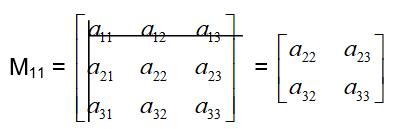 a₁₁ a₁₂ a₁₃
M₁₁ = a₂₁ a₂₂ a₂₃ = a₂₂ a₂₃
a₃₁ a₃₂ a₃₃ a₃₂ a₃₃